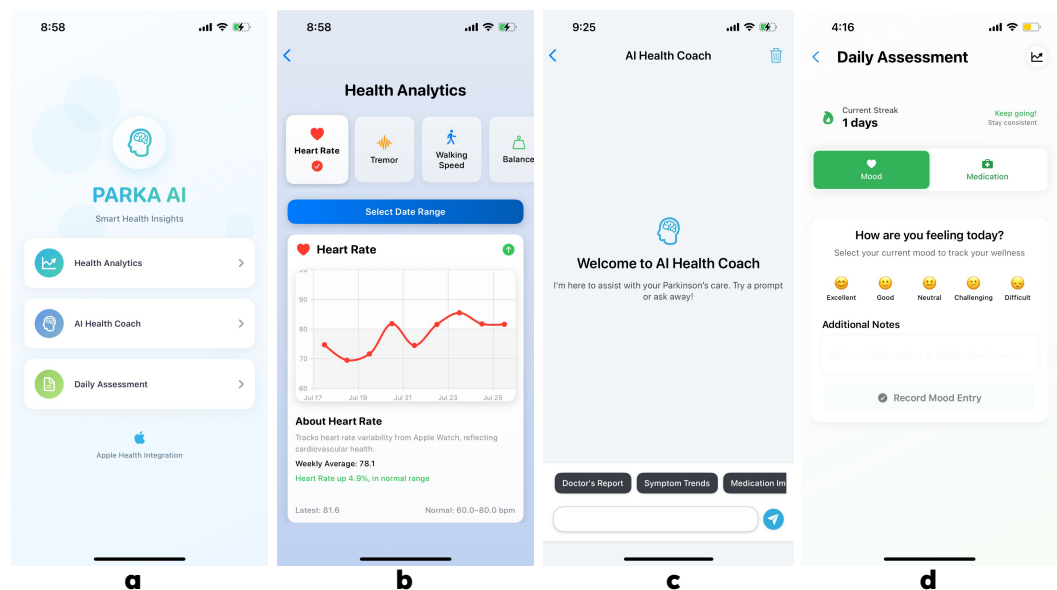 8:58
PARKA AI
Smart Health Insights
Health Analytics
AI Health Coach
Daily Assessment
Apple Health Integration
a
8:58
Health Analytics
Heart Rate
Tremor
Walking
Speed
Balance
Select Date Range
Heart Rate
90
80
70
60
Jul 17
Jul 19
Jul 21
Jul 23
Jul 25
About Heart Rate
Tracks heart rate variability from Apple Watch, reflecting
cardiovascular health.
Weekly Average: 78.1
Heart Rate up 4.9%, in normal range
Latest: 81.6
Normal: 60.0-80.0 bpm
b
9:25
AI Health Coach
Welcome to AI Health Coach
I'm here to assist with your Parkinson's care. Try a prompt
or ask away!
Doctor's Report
Symptom Trends
Medication Im
c
4:16
Daily Assessment
Current Streak
1 days
Keep going!
Stay consistent
Mood
Medication
How are you feeling today?
Select your current mood to track your wellness
Excellent
Good
Neutral
Challenging
Difficult
Additional Notes
Record Mood Entry
d